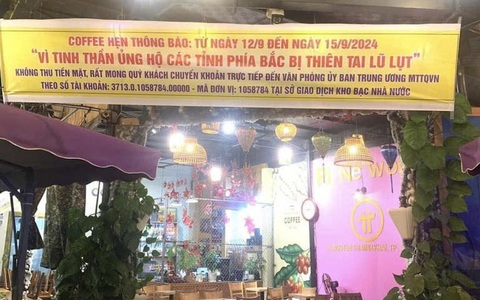 COFFEE HẸN THÔNG BÁO: TỪ NGÀY 12/9 ĐẾN NGÀY 15/9/2024
"VÌ TINH THẦN ỦNG HỘ CÁC TỈNH PHÍA BẮC BỊ THIÊN TAI LŨ LỤT"
KHÔNG THU TIỀN MẶT, RẤT MONG QUÝ KHÁCH CHUYỂN KHOẢN TRỰC TIẾP ĐẾN VĂN PHÒNG ỦY BAN TRUNG ƯƠNG MTTQVN
THEO SỐ TÀI KHOẢN: 3713.0.1058784.00000 - MÃ ĐƠN VỊ: 1058784 TẠI SỞ GIAO DỊCH KHO BẠC NHÀ NƯỚC
COFFEE